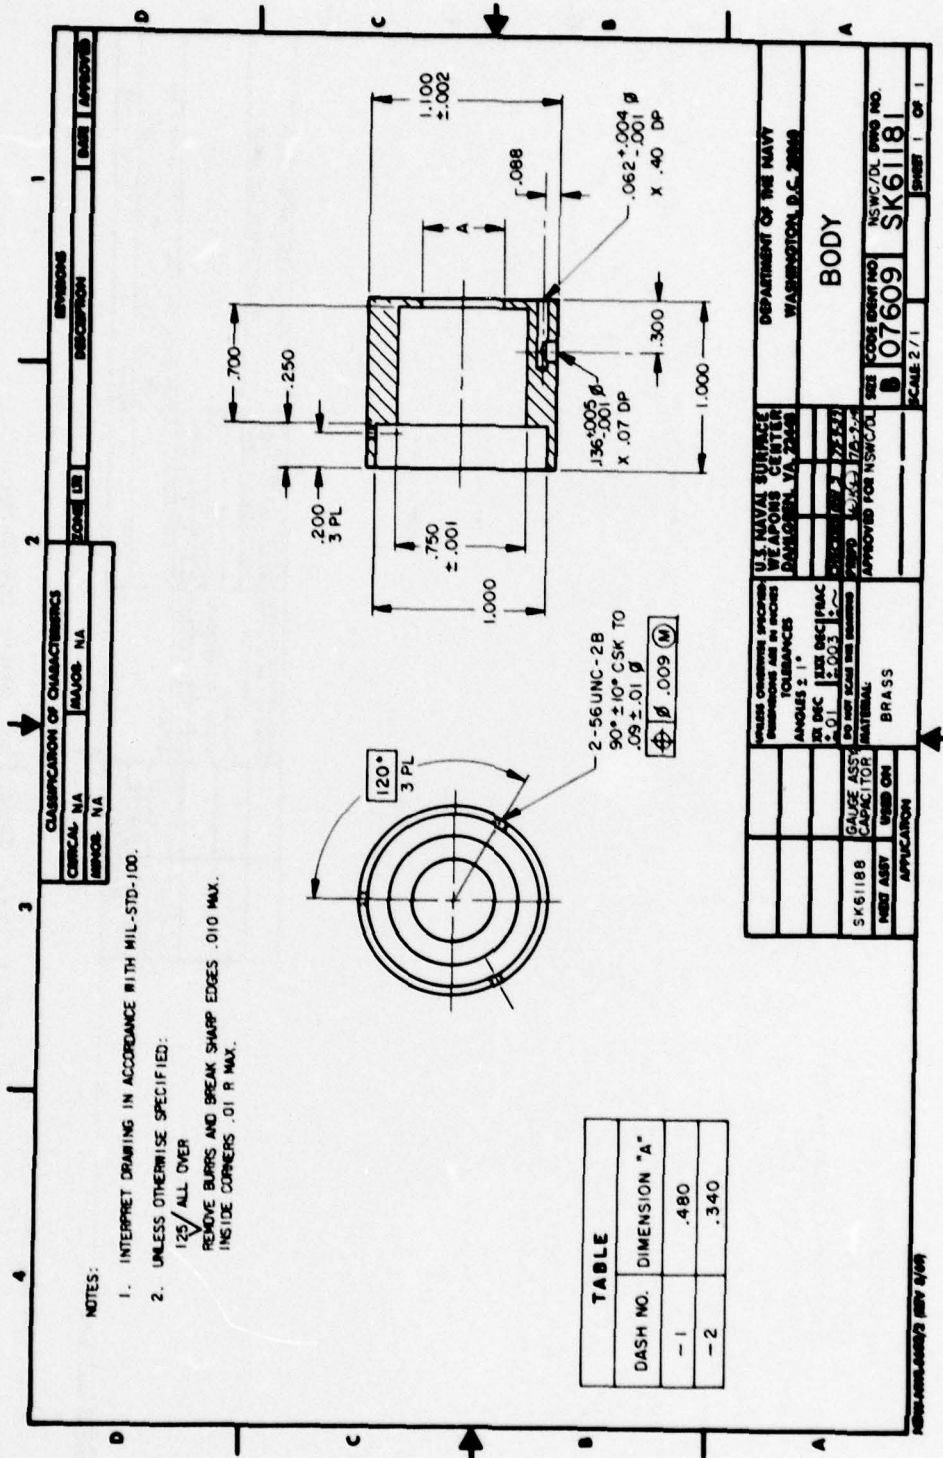 4
3
2
1
D
C
B
A
CLASSIFICATION OF CHARACTERISTICS
CRITICAL- NA
MAJOR- NA
MINOR- NA
REVISIONS
ZONE
LTR
DESCRIPTION
DATE
APPROVED
NOTES:
1. INTERPRET DRAWING IN ACCORDANCE WITH MIL-STD-100.
2. UNLESS OTHERWISE SPECIFIED:
125/ ALL OVER
REMOVE BURRS AND BREAK SHARP EDGES .010 MAX.
INSIDE CORNERS .01 R MAX.
120°
3 PL
2-56UNC-2B
90° ±10° CSK TO
.09±.01 Ø
⌖ Ø .009 Ⓜ
.700
.250
.200
3 PL
.750
±.001
1.000
1.100
±.002
A
.088
.062 +.004 -.001 Ø
X .40 DP
.136 +.005 -.001 Ø
X .07 DP
.300
1.000
TABLE
DASH NO.
DIMENSION "A"
-1
.480
-2
.340
SK61188
GAUGE ASSY
CAPACITOR
NEXT ASSY
USED ON
APPLICATION
UNLESS OTHERWISE SPECIFIED
DIMENSIONS ARE IN INCHES
TOLERANCES
ANGLES ± 1°
XX DEC
XXX DEC
FRAC
±.01
±.003
±
DO NOT SCALE THIS DRAWING
MATERIAL:
BRASS
U.S. NAVAL SURFACE
WEAPONS CENTER
DAHLGREN, VA. 22448
APPROVED FOR NSWC/DL
DEPARTMENT OF THE NAVY
WASHINGTON, D.C. 20360
BODY
SIZE
B
CODE IDENT NO.
07609
NSWC/DL DWG NO.
SK61181
SCALE: 2/1
SHEET 1 OF 1
D
C
B
A